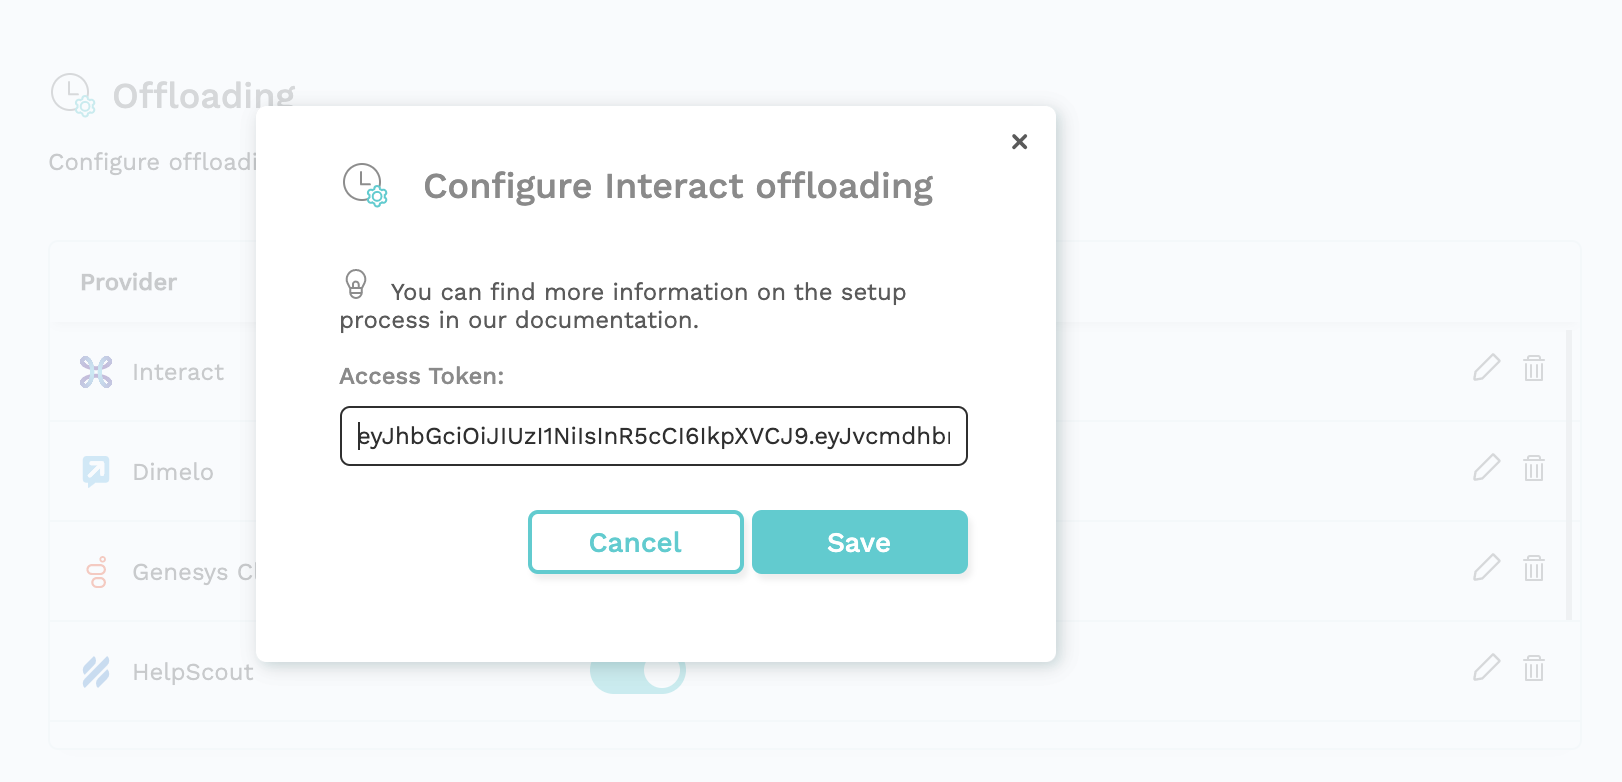 Offloading
Configure offloadi
×
Configure Interact offloading
You can find more information on the setup
process in our documentation.
Access Token:
eyJhbGciOiJIUzI1NiIsInR5cCI6IkpXVCJ9.eyJvcmdhb
Cancel
Save
Provider
Interact
Dimelo
Genesys Cl
HelpScout